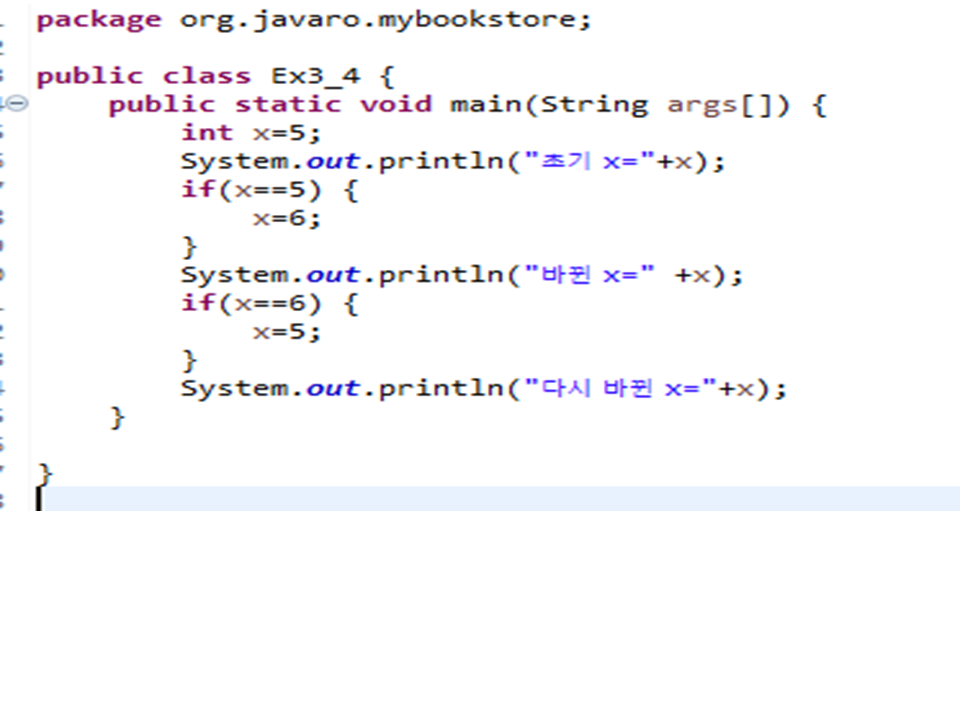 package org.javaro.mybookstore;
public class Ex3_4 {
public static void main(String args[]) {
int x=5;
System.out.println("초기 x="+x);
if(x==5) {
x=6;
}
System.out.println("바뀐 x=" +x);
if(x==6) {
x=5;
}
System.out.println("다시 바뀐 x="+x);
}
}